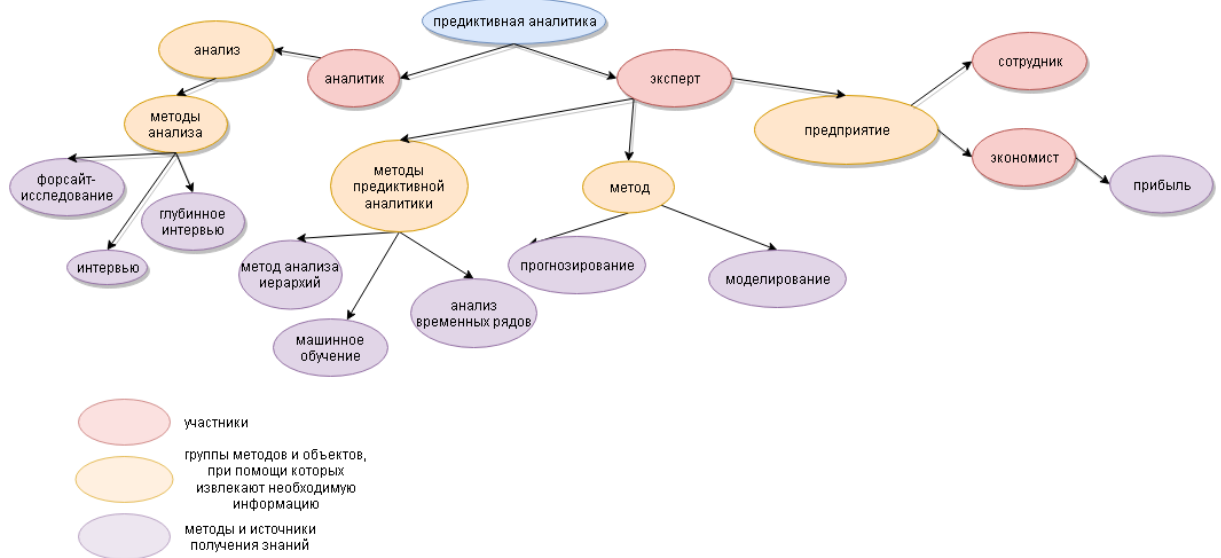 предиктивная аналитика
анализ
аналитик
эксперт
сотрудник
методы
анализа
предприятие
экономист
прибыль
форсайт-
исследование
глубинное
интервью
интервью
методы
предиктивной
аналитики
метод
метод анализа
иерархий
машинное
обучение
анализ
временных рядов
прогнозирование
моделирование
участники
группы методов и объектов,
при помощи которых
извлекают необходимую
информацию
методы и источники
получения знаний